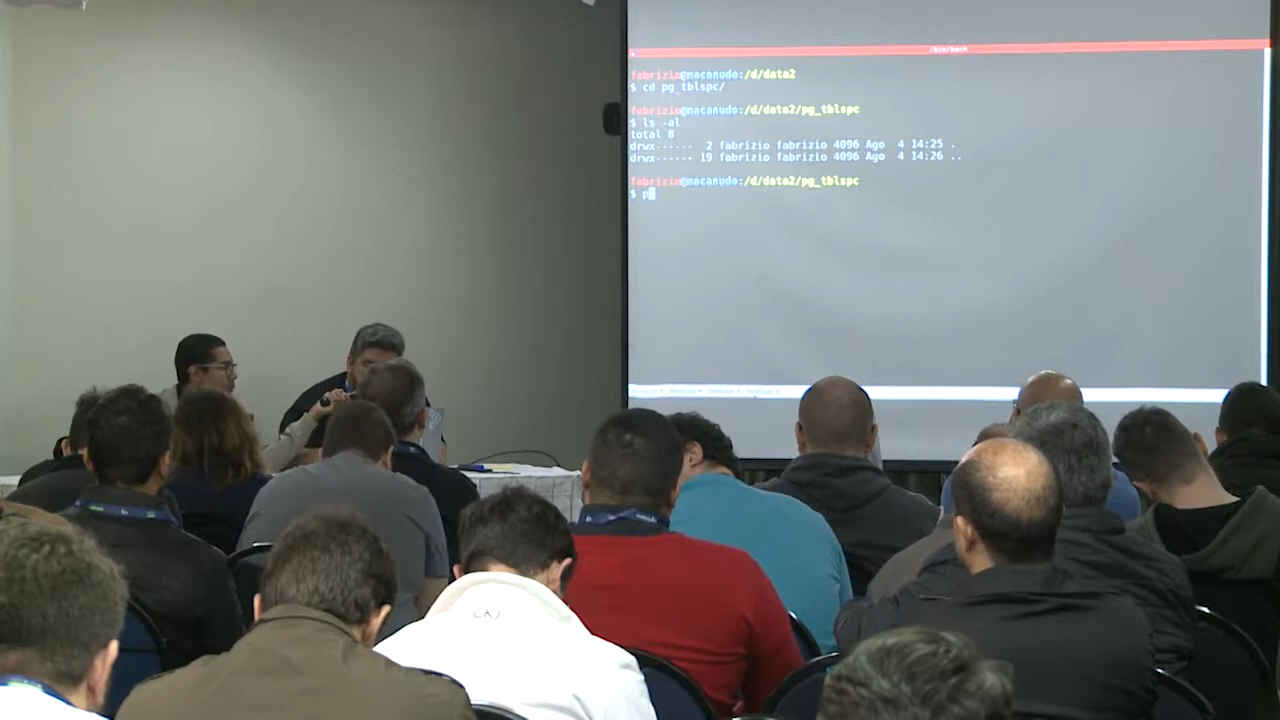 /bin/bash
fabrizio@macanudo:/d/data2
$ cd pg_tblspc/
fabrizio@macanudo:/d/data2/pg_tblspc
$ ls -al
total 8
drwx------  2 fabrizio fabrizio 4096 Ago  4 14:25 .
drwx------ 19 fabrizio fabrizio 4096 Ago  4 14:26 ..
fabrizio@macanudo:/d/data2/pg_tblspc
$ p
CKJ